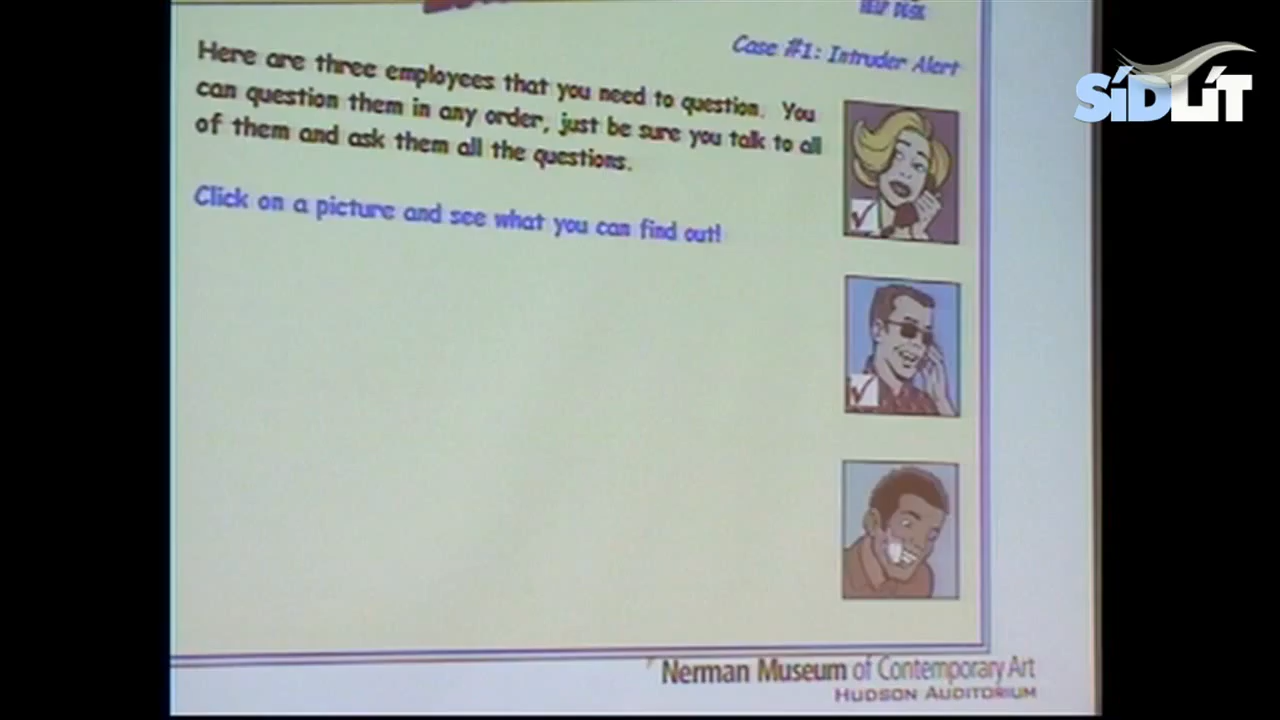 HELP DESK
Case #1: Intruder Alert
SIDLIT
Here are three employees that you need to question. You
can question them in any order, just be sure you talk to all
of them and ask them all the questions.
Click on a picture and see what you can find out!
Nerman Museum of Contemporary Art
HUDSON AUDITORIUM